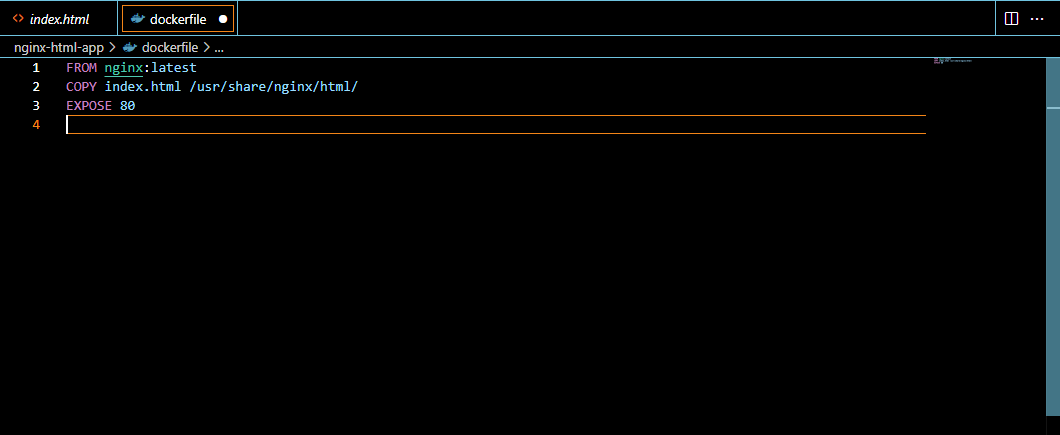 index.html dockerfile
nginx-html-app > dockerfile > ...
1 FROM nginx:latest
2 COPY index.html /usr/share/nginx/html/
3 EXPOSE 80
4